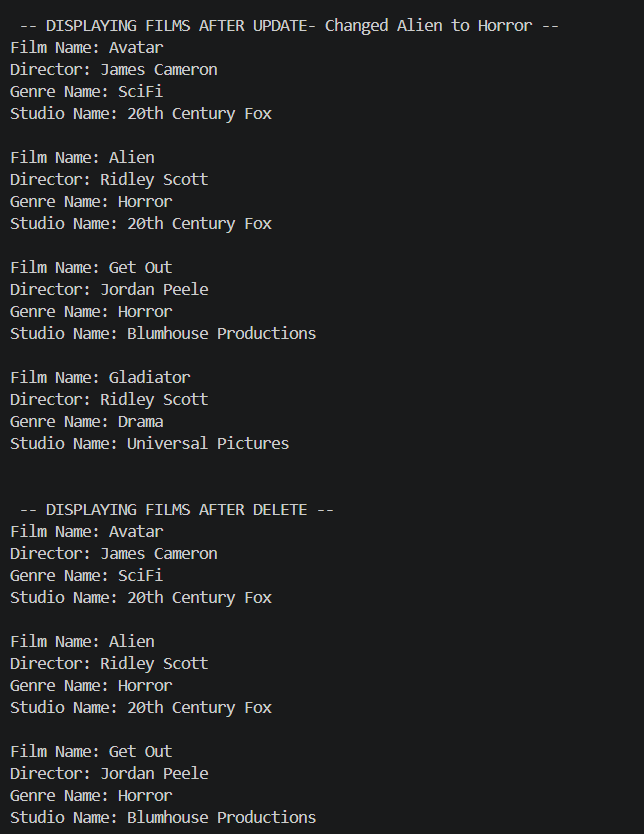 -- DISPLAYING FILMS AFTER UPDATE- Changed Alien to Horror --
Film Name: Avatar
Director: James Cameron
Genre Name: SciFi
Studio Name: 20th Century Fox
Film Name: Alien
Director: Ridley Scott
Genre Name: Horror
Studio Name: 20th Century Fox
Film Name: Get Out
Director: Jordan Peele
Genre Name: Horror
Studio Name: Blumhouse Productions
Film Name: Gladiator
Director: Ridley Scott
Genre Name: Drama
Studio Name: Universal Pictures
-- DISPLAYING FILMS AFTER DELETE --
Film Name: Avatar
Director: James Cameron
Genre Name: SciFi
Studio Name: 20th Century Fox
Film Name: Alien
Director: Ridley Scott
Genre Name: Horror
Studio Name: 20th Century Fox
Film Name: Get Out
Director: Jordan Peele
Genre Name: Horror
Studio Name: Blumhouse Productions